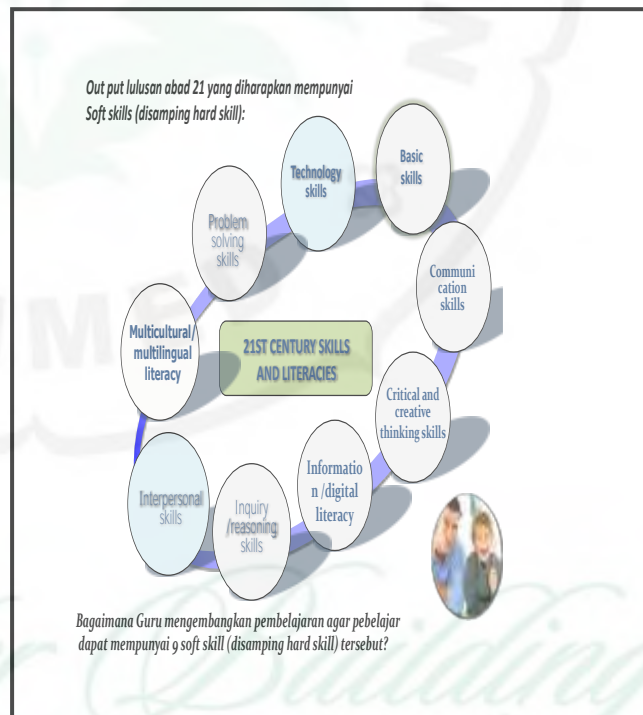 Out put lulusan abad 21 yang diharapkan mempunyai
Soft skills (disamping hard skill):
Basic
skills
Technology
skills
Problem
solving
skills
Communi
cation
skills
Multicultural/
multilingual
literacy
21ST CENTURY SKILLS
AND LITERACIES
Critical and
creative
thinking skills
Informatio
n /digital
literacy
Interpersonal
skills
Inquiry
/reasoning
skills
Bagaimana Guru mengembangkan pembelajaran agar pebelajar
dapat mempunyai 9 soft skill (disamping hard skill) tersebut?
Building